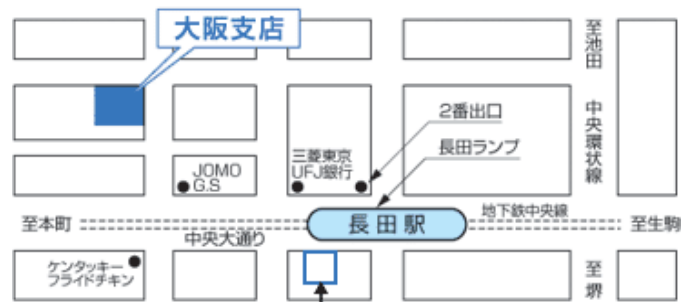 大阪支店
至池田
2番出口
中央環状線
長田ランプ
三菱東京
UFJ銀行
JOMO
G.S
地下鉄中央線
至本町
長田駅
至生駒
中央大通り
ケンタッキー
フライドチキン
至堺